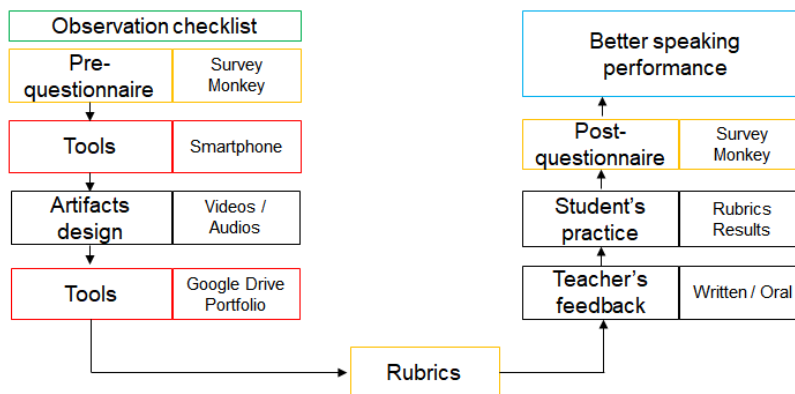 Observation checklist
Pre-
questionnaire
Survey
Monkey
Tools
Smartphone
Artifacts
design
Videos /
Audios
Tools
Google Drive
Portfolio
Rubrics
Better speaking
performance
Post-
questionnaire
Survey
Monkey
Student's
practice
Rubrics
Results
Teacher's
feedback
Written / Oral